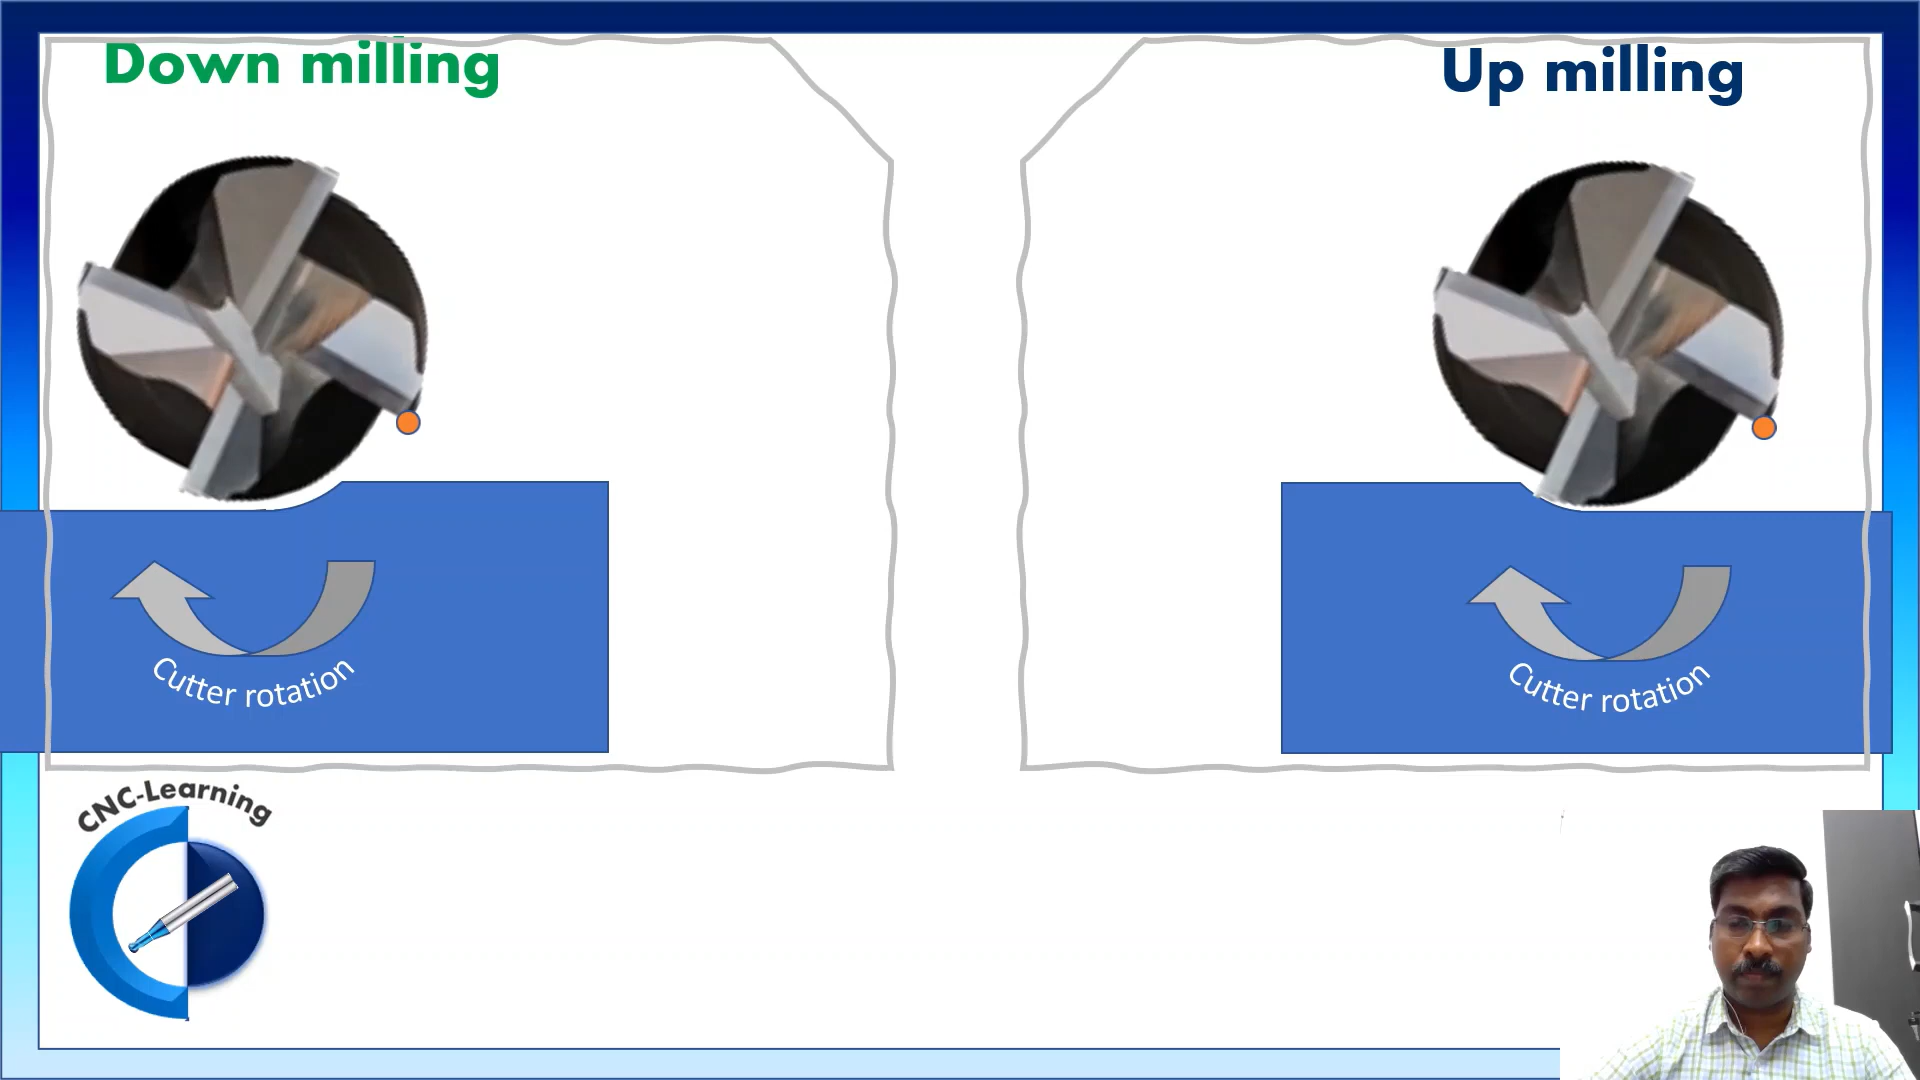 Down milling
Up milling
Cutter rotation
Cutter rotation
CNC-Learning